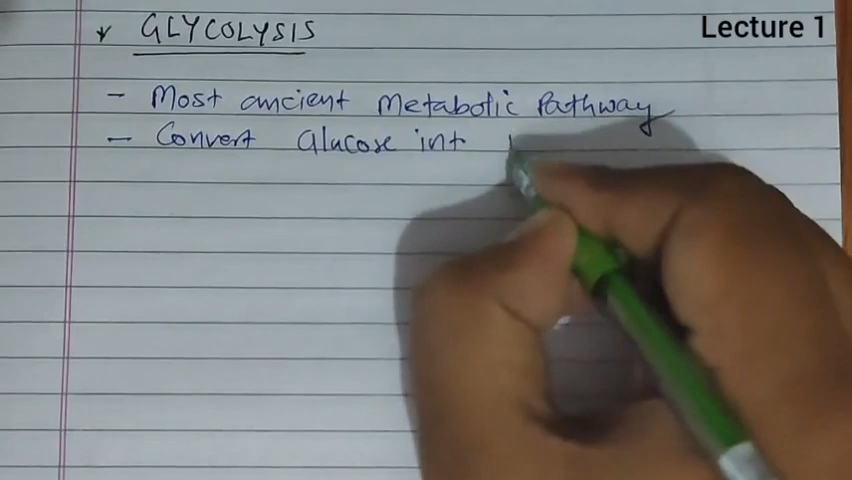 * GLYCOLYSIS
Lecture 1
- Most ancient Metabolic Pathway
- Convert Glucose int